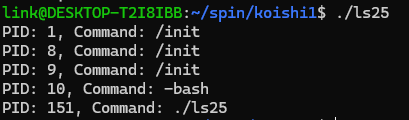 link@DESKTOP-T2I8IBB:~/spin/koishi1$ ./ls25
PID: 1, Command: /init
PID: 8, Command: /init
PID: 9, Command: /init
PID: 10, Command: -bash
PID: 151, Command: ./ls25